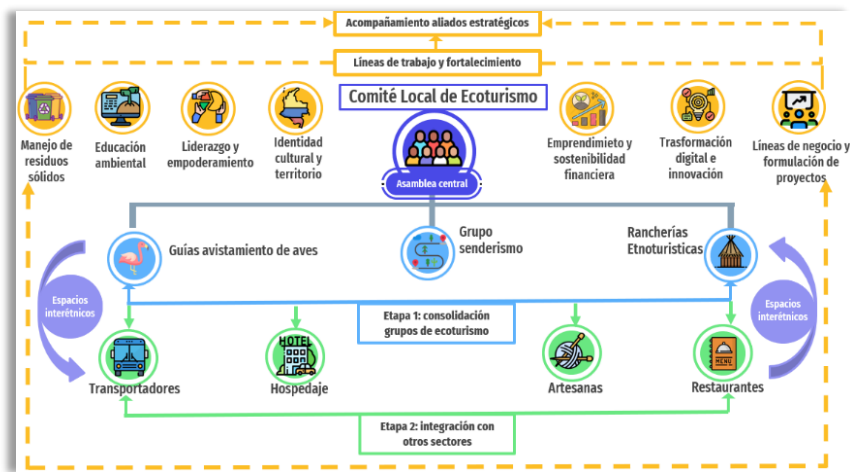 Acompañamiento aliados estratégicos
Líneas de trabajo y fortalecimiento
Comité Local de Ecoturismo
Manejo de
residuos
sólidos
Educación
ambiental
Liderazgo y
empoderamiento
Identidad
cultural y
territorio
Asamblea central
Emprendimieto y
sostenibilidad
financiera
Trasformación
digital e
innovación
Líneas de negocio y
formulación de
proyectos
Guías avistamiento de aves
Grupo
senderismo
Rancherías
Etnoturisticas
Espacios
interétnicos
Etapa 1: consolidación
grupos de ecoturismo
Espacios
interétnicos
HOTEL
MENU
Transportadores
Hospedaje
Artesanas
Restaurantes
Etapa 2: integración con
otros sectores